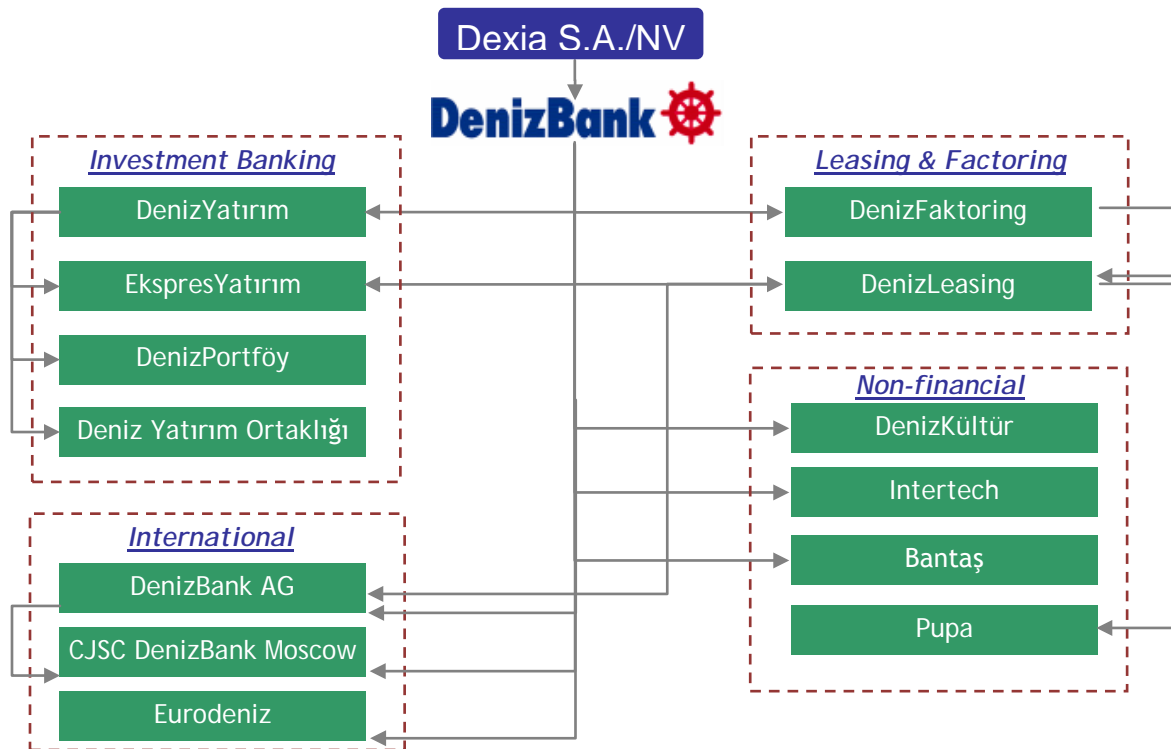 Dexia S.A./NV
DenizBank
Investment Banking
DenizYatırım
EkspresYatırım
DenizPortföy
Deniz Yatırım Ortaklığı
Leasing & Factoring
DenizFaktoring
DenizLeasing
Non-financial
DenizKültür
Intertech
Bantaş
Pupa
International
DenizBank AG
CJSC DenizBank Moscow
Eurodeniz